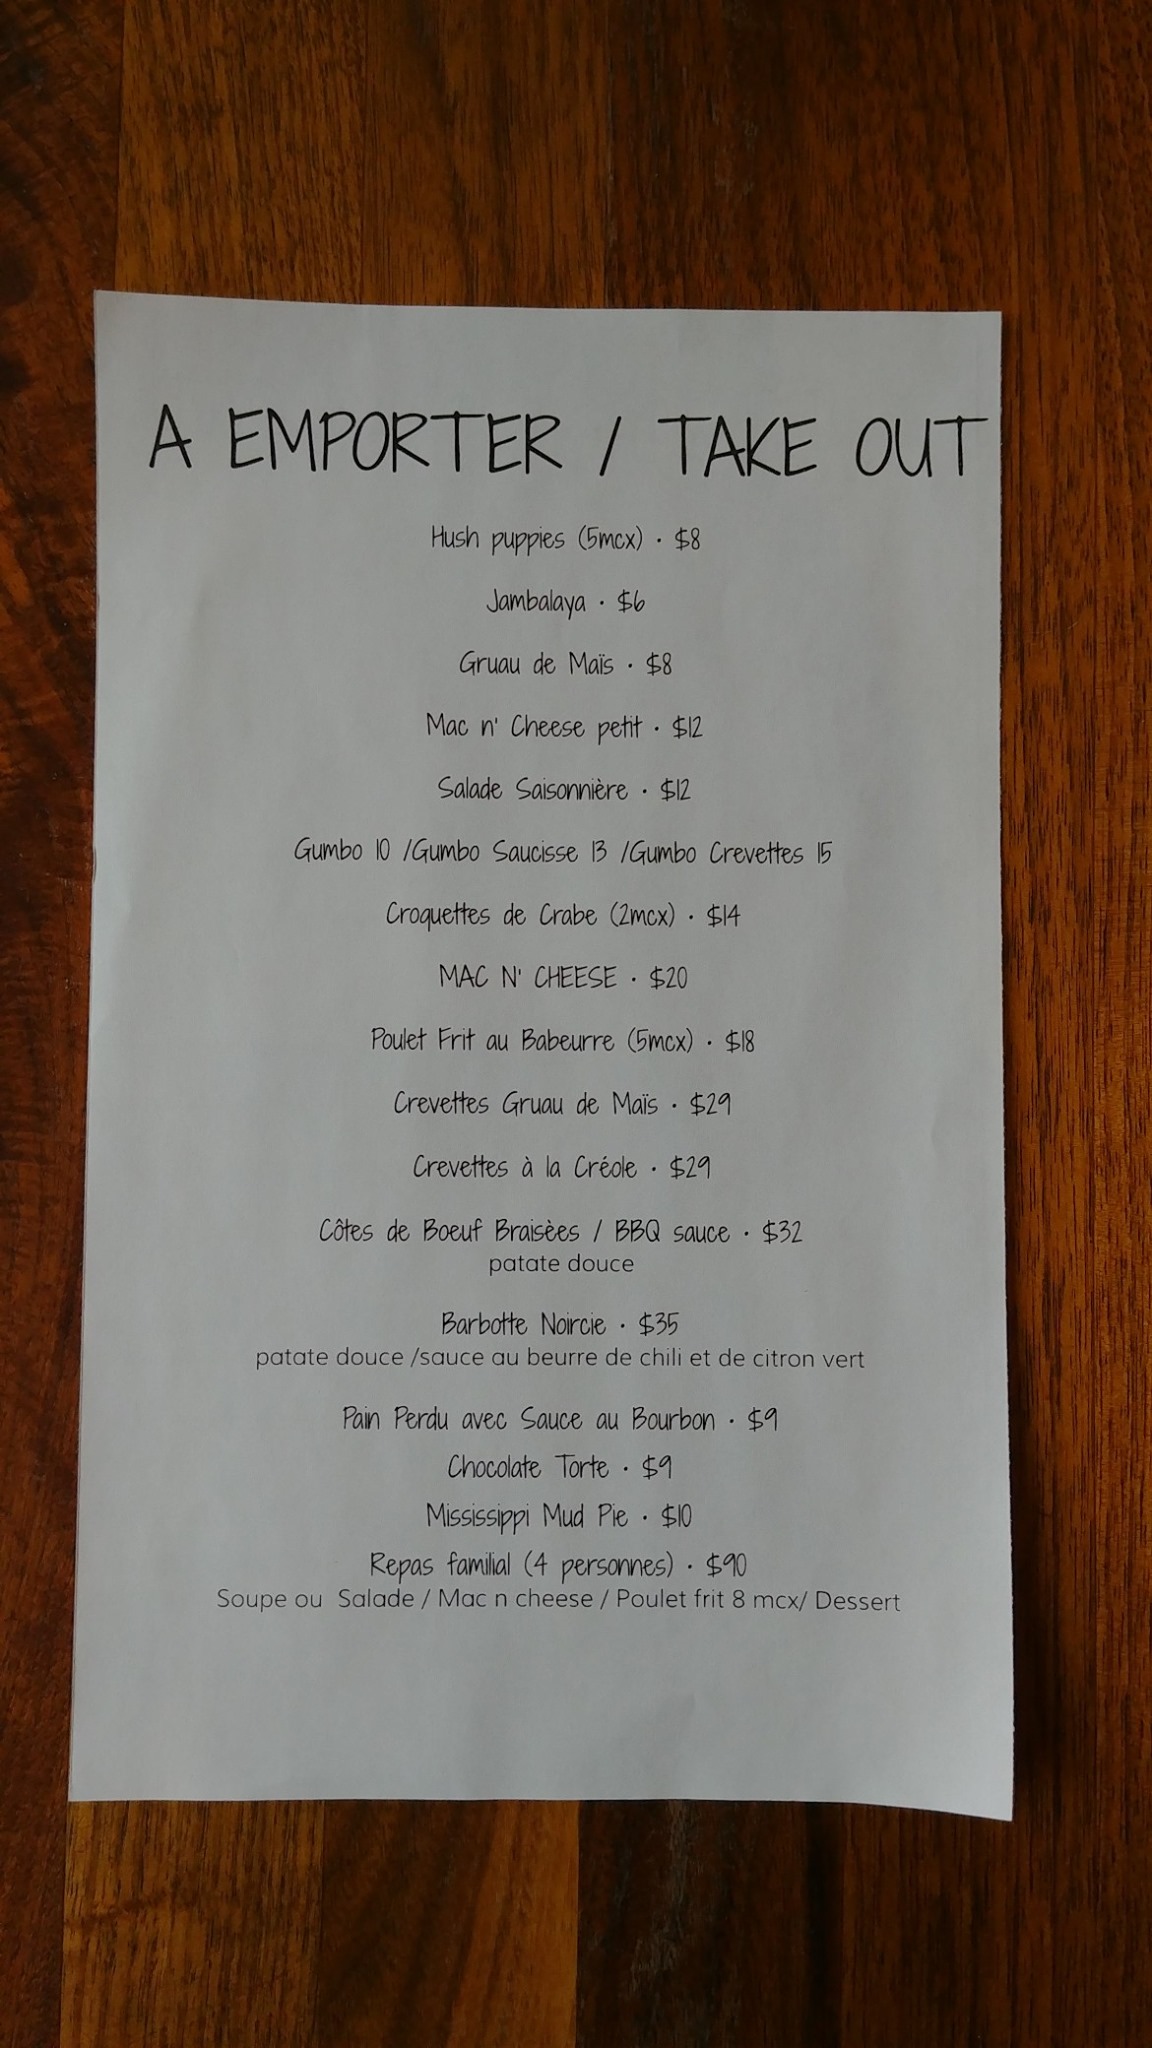 A EMPORTER / TAKE OUT
Hush puppies (5mcx) • $8
Jambalaya • $6
Gruau de Maïs • $8
Mac n' Cheese petit • $12
Salade Saisonnière • $12
Gumbo 10 /Gumbo Saucisse 13 /Gumbo Crevettes 15
Croquettes de Crabe (2mcx) • $14
MAC N' CHEESE • $20
Poulet Frit au Babeurre (5mcx) • $18
Crevettes Gruau de Maïs • $29
Crevettes à la Créole • $29
Côtes de Boeuf Braisèes / BBQ sauce • $32
patate douce
Barbotte Noircie • $35
patate douce /sauce au beurre de chili et de citron vert
Pain Perdu avec Sauce au Bourbon • $9
Chocolate Torte • $9
Mississippi Mud Pie • $10
Repas familial (4 personnes) • $90
Soupe ou Salade / Mac n cheese / Poulet frit 8 mcx/ Dessert